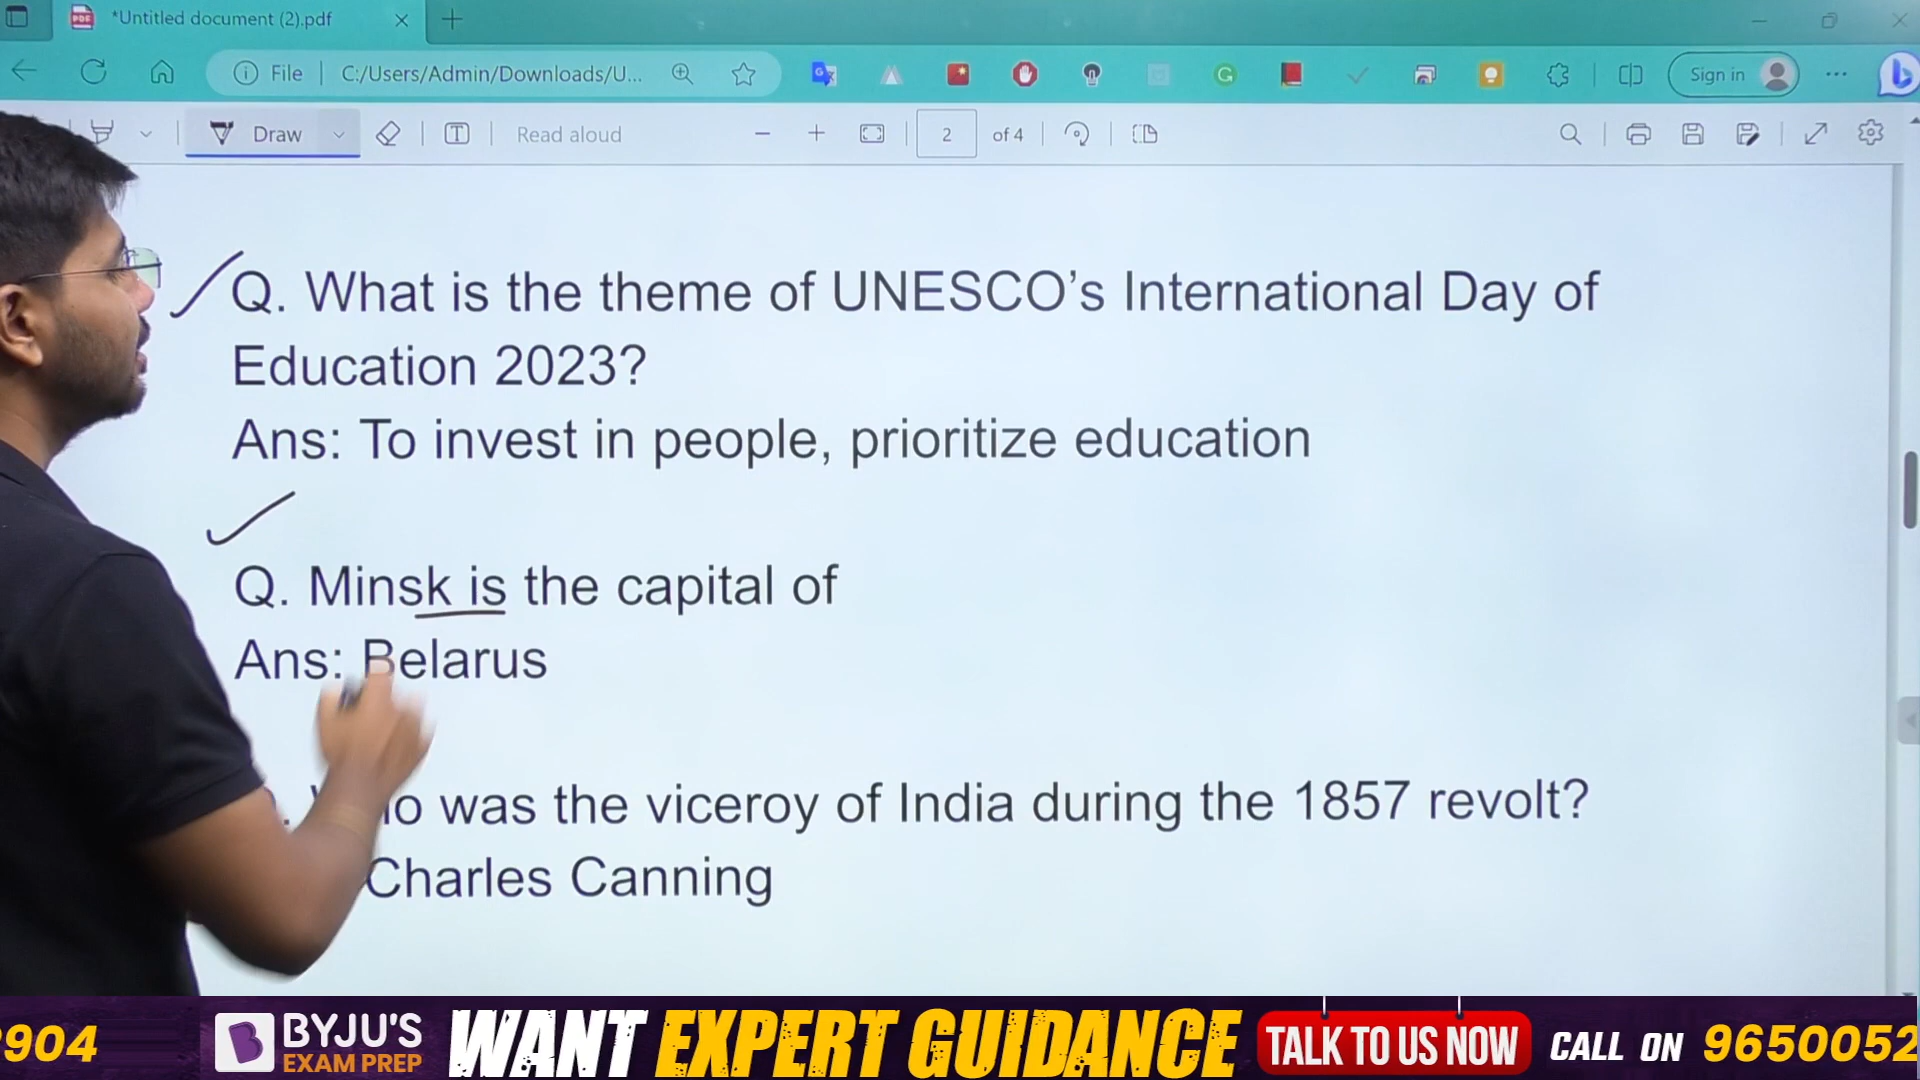 *Untitled document (2).pdf
File
C:/Users/Admin/Downloads/U...
Sign in
Draw
Read aloud
2
of 4
Q. What is the theme of UNESCO's International Day of
Education 2023?
Ans: To invest in people, prioritize education
Q. Minsk is the capital of
Ans: Belarus
was the viceroy of India during the 1857 revolt?
Charles Canning
904
BYJU'S
EXAM PREP
WANT EXPERT GUIDANCE
TALK TO US NOW
CALL ON 9650052